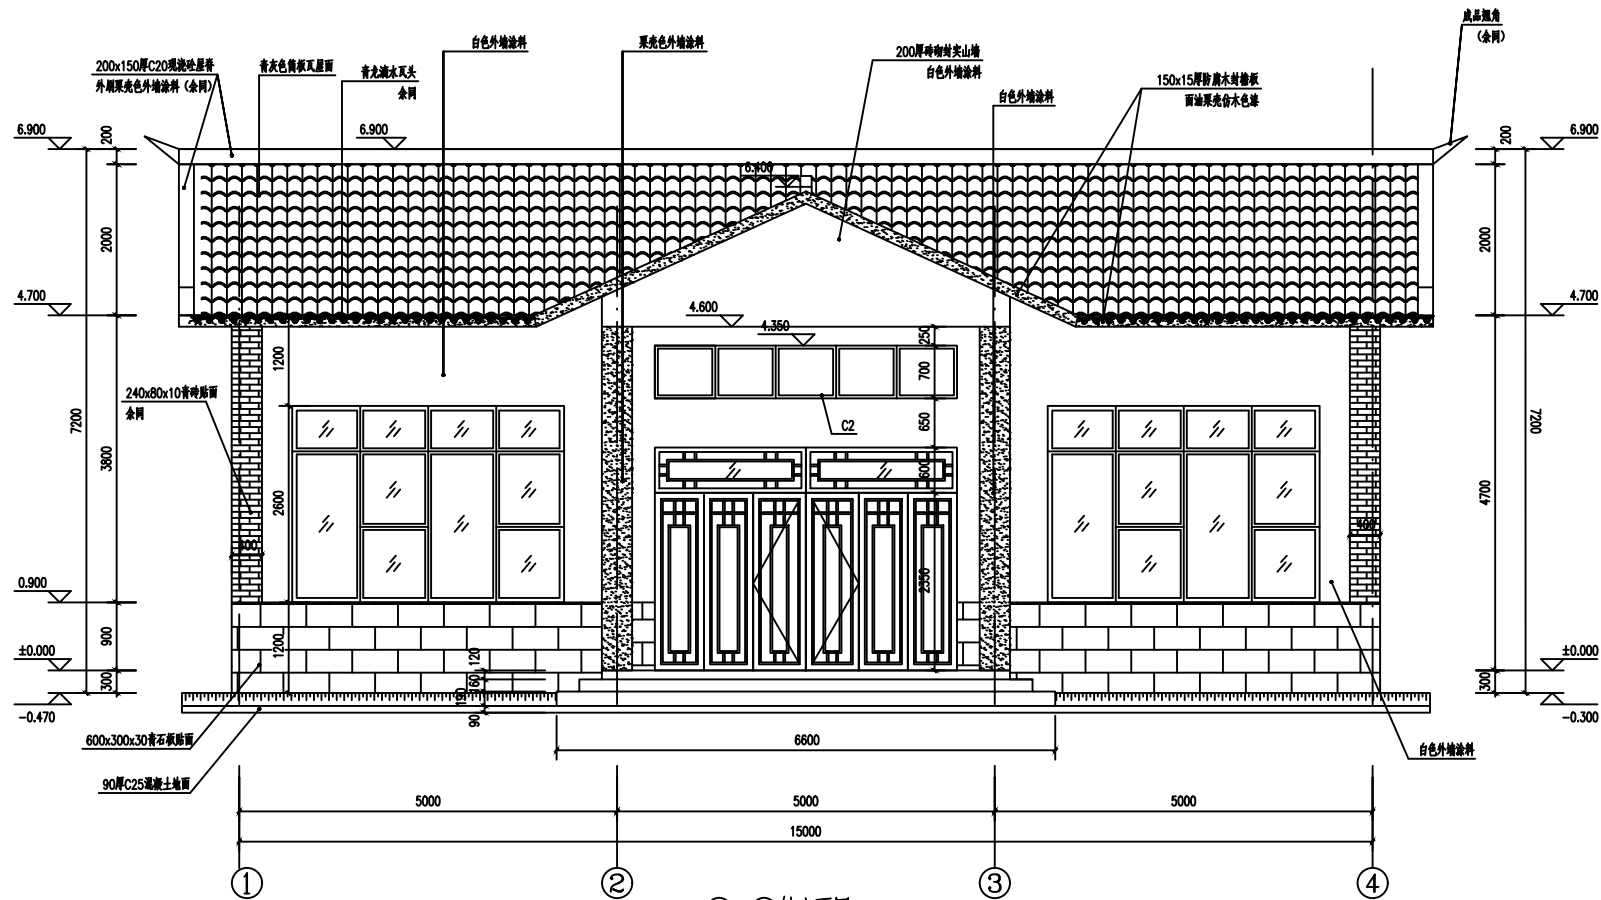 成品翘角
（余同）
白色外墙涂料
栗壳色外墙涂料
200厚砖砌封实山墙
白色外墙涂料
200x150厚C20现浇砼屋脊
外刷栗壳色外墙涂料（余同）
青灰色筒板瓦屋面
青龙滴水瓦头
余同
白色外墙涂料
150x15厚防腐木封檐板
面油栗壳仿木色漆
6.900
200
6.900
200
6.900
6.400
2000
2000
4.700
4.600
4.700
4.350
250
1200
700
240x80x10青砖贴面
余同
7200
3800
C2
650
7200
600
2600
4700
400
400
2350
0.900
900
1200
±0.000
120
±0.000
300
160
190
300
-0.470
90
-0.300
600x300x30青石板贴面
6600
白色外墙涂料
90厚C25混凝土地面
5000
5000
5000
15000
1
2
3
4